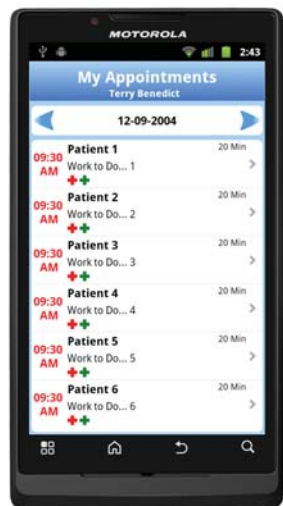 MOTOROLA
2:43
My Appointments
Terry Benedict
12-09-2004
Patient 1
20 Min
09:30
AM
Work to Do... 1
Patient 2
20 Min
09:30
AM
Work to Do... 2
Patient 3
20 Min
09:30
AM
Work to Do... 3
Patient 4
20 Min
09:30
AM
Work to Do... 4
Patient 5
20 Min
09:30
AM
Work to Do... 5
Patient 6
20 Min
09:30
AM
Work to Do... 6